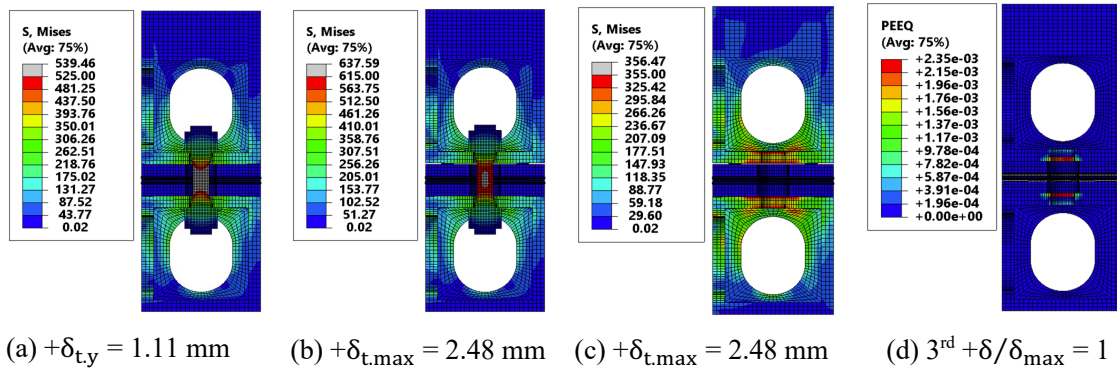 S, Mises
(Avg: 75%)
539.46
525.00
481.25
437.50
393.76
350.01
306.26
262.51
218.76
175.02
131.27
87.52
43.77
0.02
S, Mises
(Avg: 75%)
637.59
615.00
563.75
512.50
461.26
410.01
358.76
307.51
256.26
205.01
153.77
102.52
51.27
0.02
S, Mises
(Avg: 75%)
356.47
355.00
325.42
295.84
266.26
236.67
207.09
177.51
147.93
118.35
88.77
59.18
29.60
0.02
PEEQ
(Avg: 75%)
+2.35e-03
+2.15e-03
+1.96e-03
+1.76e-03
+1.56e-03
+1.37e-03
+1.17e-03
+9.78e-04
+7.82e-04
+5.87e-04
+3.91e-04
+1.96e-04
+0.00e+00
(a) +δt.y = 1.11 mm
(b) +δt.max = 2.48 mm
(c) +δt.max = 2.48 mm
(d) 3rd +δ/δmax = 1